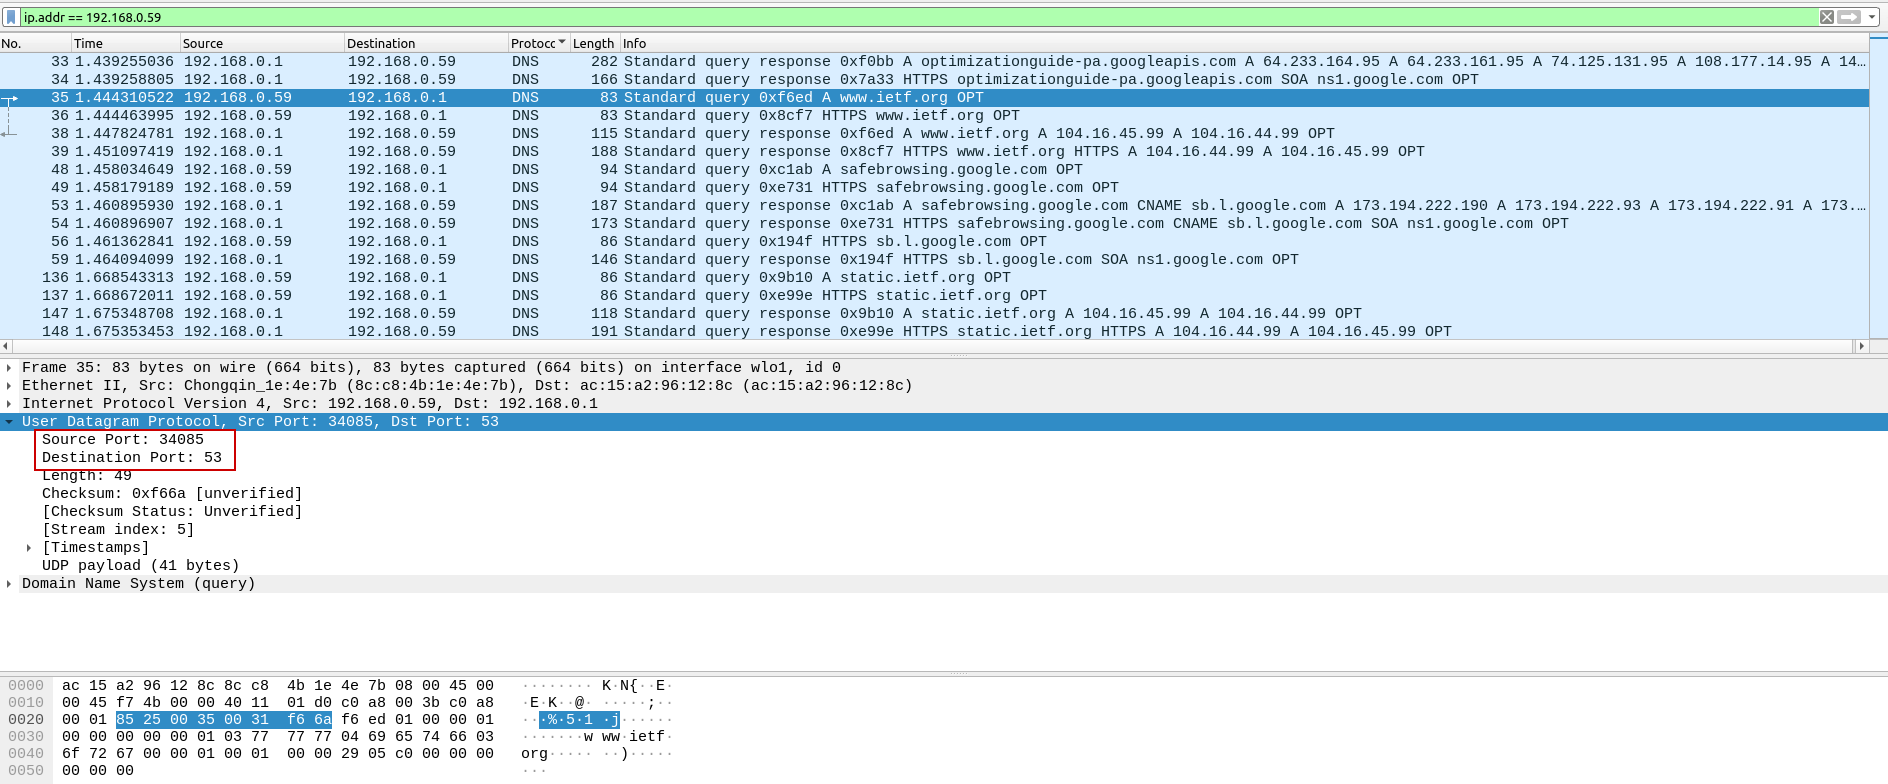 ip.addr == 192.168.0.59
No. Time Source Destination Protocc Length Info
33 1.439255036 192.168.0.1 192.168.0.59 DNS 282 Standard query response 0xf0bb A optimizationguide-pa.googleapis.com A 64.233.164.95 A 64.233.161.95 A 74.125.131.95 A 108.177.14.95 A 14…
34 1.439258805 192.168.0.1 192.168.0.59 DNS 166 Standard query response 0x7a33 HTTPS optimizationguide-pa.googleapis.com SOA ns1.google.com OPT
35 1.444310522 192.168.0.59 192.168.0.1 DNS 83 Standard query 0xf6ed A www.ietf.org OPT
36 1.444463995 192.168.0.59 192.168.0.1 DNS 83 Standard query 0x8cf7 HTTPS www.ietf.org OPT
38 1.447824781 192.168.0.1 192.168.0.59 DNS 115 Standard query response 0xf6ed A www.ietf.org A 104.16.45.99 A 104.16.44.99 OPT
39 1.451097419 192.168.0.1 192.168.0.59 DNS 188 Standard query response 0x8cf7 HTTPS www.ietf.org HTTPS A 104.16.44.99 A 104.16.45.99 OPT
48 1.458034649 192.168.0.59 192.168.0.1 DNS 94 Standard query 0xc1ab A safebrowsing.google.com OPT
49 1.458179189 192.168.0.59 192.168.0.1 DNS 94 Standard query 0xe731 HTTPS safebrowsing.google.com OPT
53 1.460895930 192.168.0.1 192.168.0.59 DNS 187 Standard query response 0xc1ab A safebrowsing.google.com CNAME sb.l.google.com A 173.194.222.190 A 173.194.222.93 A 173.194.222.91 A 173.…
54 1.460896907 192.168.0.1 192.168.0.59 DNS 173 Standard query response 0xe731 HTTPS safebrowsing.google.com CNAME sb.l.google.com SOA ns1.google.com OPT
56 1.461362841 192.168.0.59 192.168.0.1 DNS 86 Standard query 0x194f HTTPS sb.l.google.com OPT
59 1.464094099 192.168.0.1 192.168.0.59 DNS 146 Standard query response 0x194f HTTPS sb.l.google.com SOA ns1.google.com OPT
136 1.668543313 192.168.0.59 192.168.0.1 DNS 86 Standard query 0x9b10 A static.ietf.org OPT
137 1.668672011 192.168.0.59 192.168.0.1 DNS 86 Standard query 0xe99e HTTPS static.ietf.org OPT
147 1.675348708 192.168.0.1 192.168.0.59 DNS 118 Standard query response 0x9b10 A static.ietf.org A 104.16.45.99 A 104.16.44.99 OPT
148 1.675353453 192.168.0.1 192.168.0.59 DNS 191 Standard query response 0xe99e HTTPS static.ietf.org HTTPS A 104.16.44.99 A 104.16.45.99 OPT
Frame 35: 83 bytes on wire (664 bits), 83 bytes captured (664 bits) on interface wlo1, id 0
Ethernet II, Src: Chongqin_1e:4e:7b (8c:c8:4b:1e:4e:7b), Dst: ac:15:a2:96:12:8c (ac:15:a2:96:12:8c)
Internet Protocol Version 4, Src: 192.168.0.59, Dst: 192.168.0.1
User Datagram Protocol, Src Port: 34085, Dst Port: 53
Source Port: 34085
Destination Port: 53
Length: 49
Checksum: 0xf66a [unverified]
[Checksum Status: Unverified]
[Stream index: 5]
[Timestamps]
UDP payload (41 bytes)
Domain Name System (query)
0000 ac 15 a2 96 12 8c 8c c8 4b 1e 4e 7b 08 00 45 00 ········ K·N{··E·
0010 00 45 f7 4b 00 00 40 11 01 d0 c0 a8 00 3b c0 a8 ·E·K··@· ·····;··
0020 00 01 85 25 00 35 00 31 f6 6a f6 ed 01 00 00 01 ···%·5·1 ·j······
0030 00 00 00 00 00 01 03 77 77 77 04 69 65 74 66 03 ·······w ww·ietf·
0040 6f 72 67 00 00 01 00 01 00 00 29 05 c0 00 00 00 org····· ··)·····
0050 00 00 00 ···